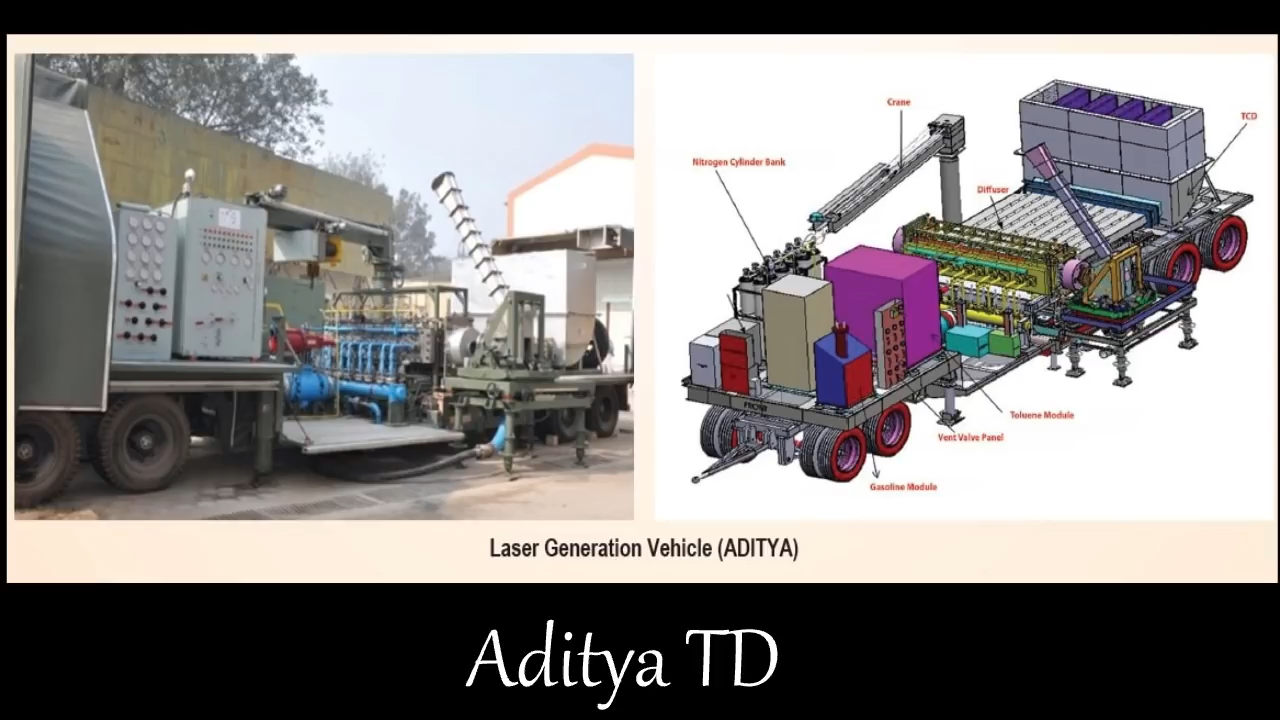 Crane
TCD
Nitrogen Cylinder Bank
Diffuser
Toluene Module
Vent Valve Panel
Gasoline Module
Laser Generation Vehicle (ADITYA)
Aditya TD